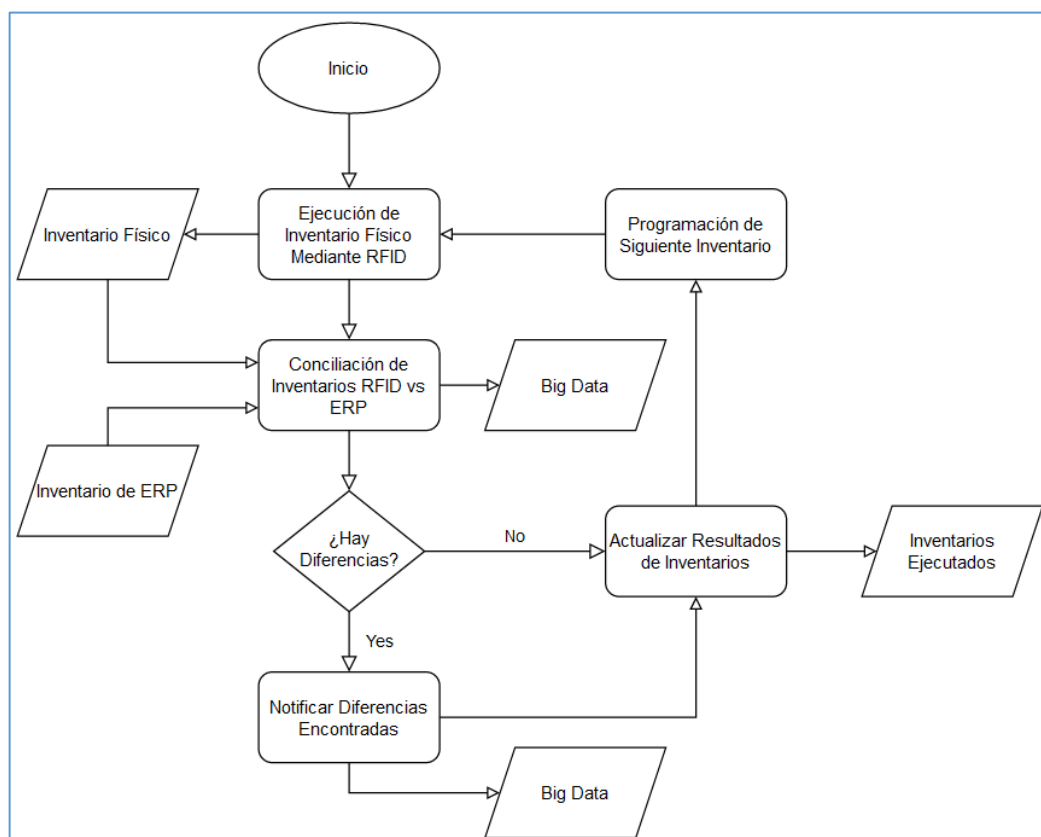 Inicio
Inventario Físico
Ejecución de
Inventario Físico
Mediante RFID
Programación de
Siguiente Inventario
Conciliación de
Inventarios RFID vs
ERP
Big Data
Inventario de ERP
¿Hay
Diferencias?
No
Actualizar Resultados
de Inventarios
Inventarios
Ejecutados
Yes
Notificar Diferencias
Encontradas
Big Data